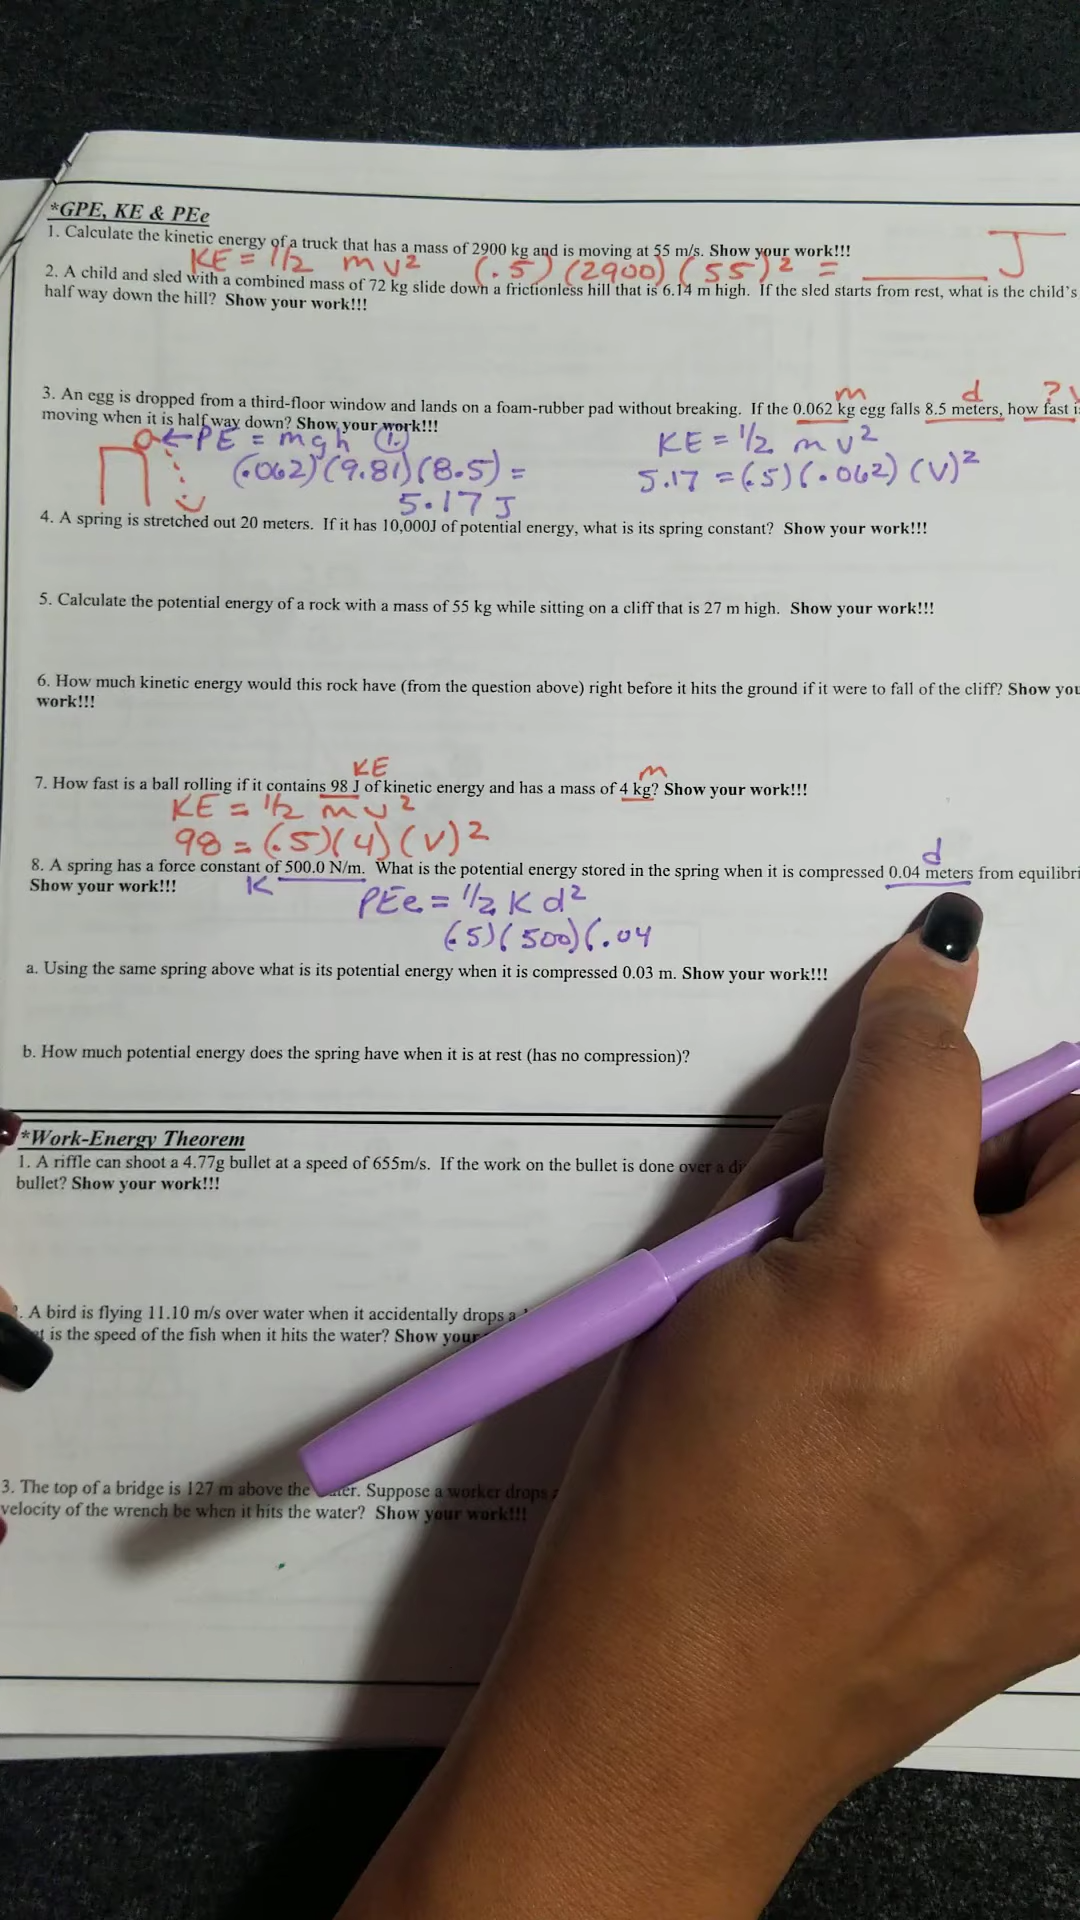 *GPE, KE & PEe
1. Calculate the kinetic energy of a truck that has a mass of 2900 kg and is moving at 55 m/s. Show your work!!!
KE = 1/2 m v² (.5) (2900) (55)² = ______ J
2. A child and sled with a combined mass of 72 kg slide down a frictionless hill that is 6.14 m high. If the sled starts from rest, what is the child's
half way down the hill? Show your work!!!
m d ?
3. An egg is dropped from a third-floor window and lands on a foam-rubber pad without breaking. If the 0.062 kg egg falls 8.5 meters, how fast
moving when it is half way down? Show your work!!!
←PE = mgh 1. KE = 1/2 m v²
(.062)(9.81)(8.5) = 5.17 = (.5)(.062) (V)²
5.17 J
4. A spring is stretched out 20 meters. If it has 10,000J of potential energy, what is its spring constant? Show your work!!!
5. Calculate the potential energy of a rock with a mass of 55 kg while sitting on a cliff that is 27 m high. Show your work!!!
6. How much kinetic energy would this rock have (from the question above) right before it hits the ground if it were to fall of the cliff? Show you
work!!!
KE m
7. How fast is a ball rolling if it contains 98 J of kinetic energy and has a mass of 4 kg? Show your work!!!
KE = 1/2 m v²
98 = (.5)(4)(V)²
d
8. A spring has a force constant of 500.0 N/m. What is the potential energy stored in the spring when it is compressed 0.04 meters from equilibri
Show your work!!! K PEe = 1/2 K d²
(.5)(500)(.04
a. Using the same spring above what is its potential energy when it is compressed 0.03 m. Show your work!!!
b. How much potential energy does the spring have when it is at rest (has no compression)?
*Work-Energy Theorem
1. A riffle can shoot a 4.77g bullet at a speed of 655m/s. If the work on the bullet is done over a
bullet? Show your work!!!
. A bird is flying 11.10 m/s over water when it accidentally drops a
is the speed of the fish when it hits the water? Show your
3. The top of a bridge is 127 m above the water. Suppose a worker drops
velocity of the wrench be when it hits the water? Show your work!!!